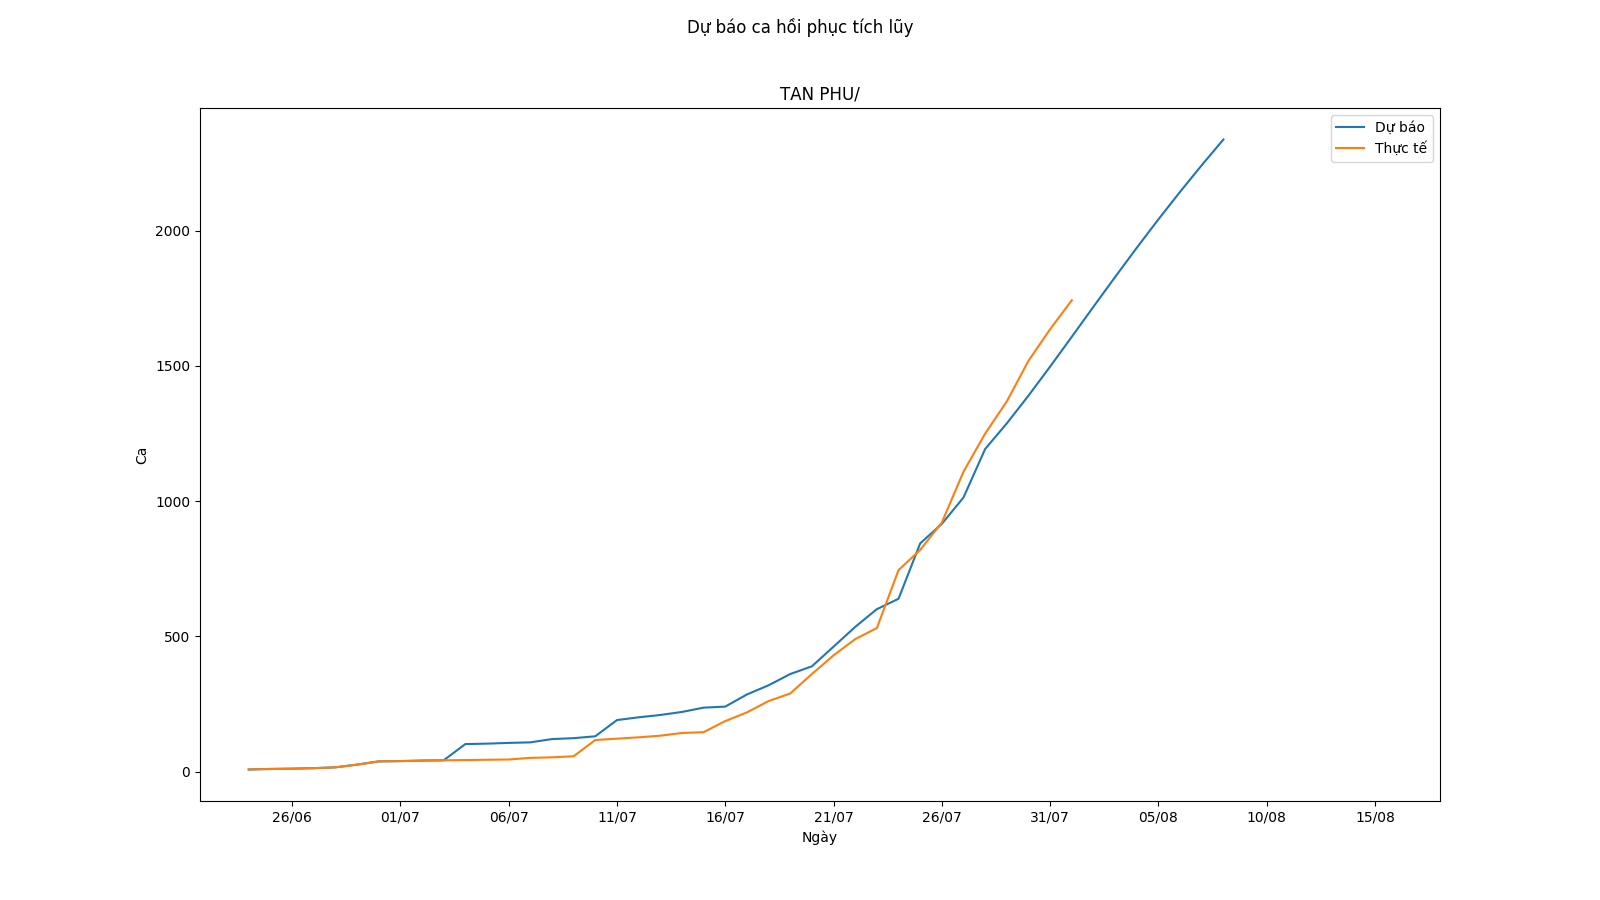 Dự báo ca hồi phục tích lũy
TAN PHU/
Dự báo
Thực tế
2000
1500
1000
500
0
Ca
26/06
01/07
06/07
11/07
16/07
21/07
26/07
31/07
05/08
10/08
15/08
Ngày